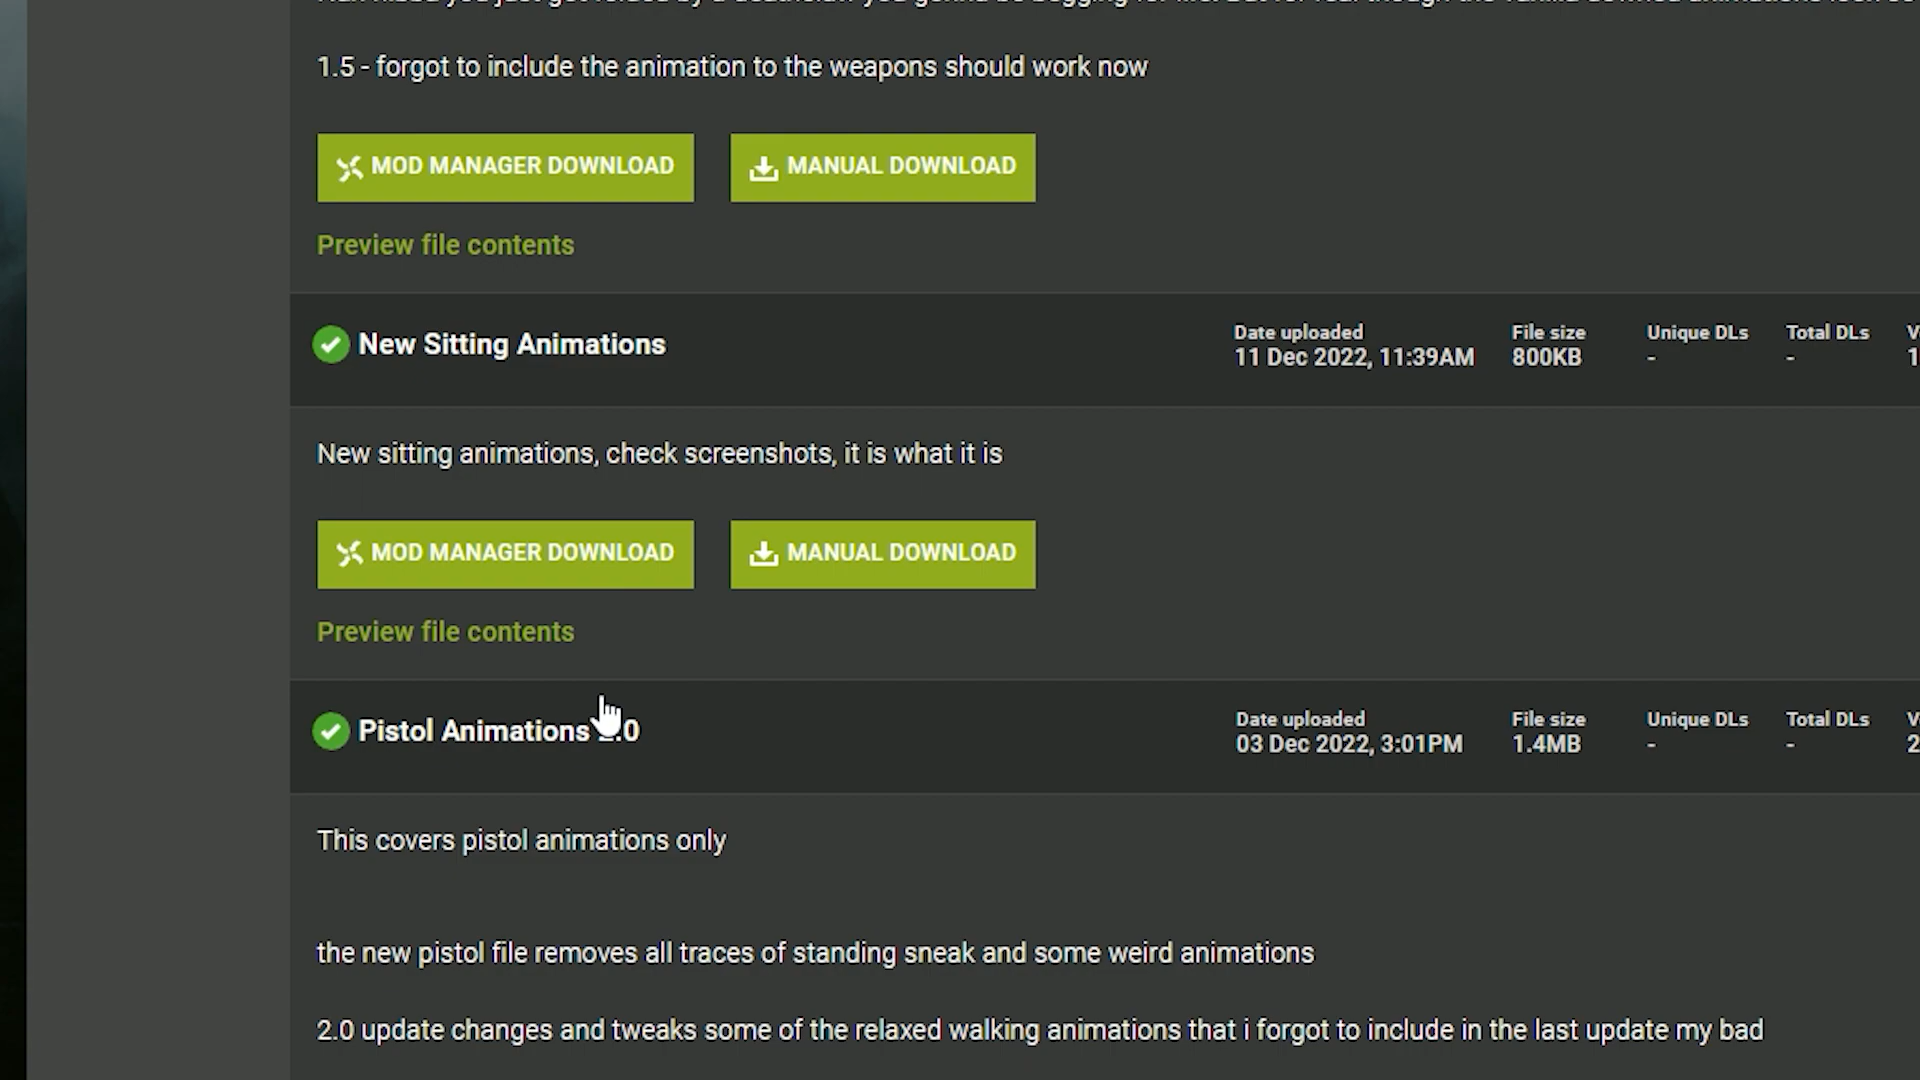 1.5 - forgot to include the animation to the weapons should work now
MOD MANAGER DOWNLOAD MANUAL DOWNLOAD
Preview file contents
New Sitting Animations Date uploaded File size Unique DLs Total DLs
11 Dec 2022, 11:39AM 800KB - -
New sitting animations, check screenshots, it is what it is
MOD MANAGER DOWNLOAD MANUAL DOWNLOAD
Preview file contents
Pistol Animations Date uploaded File size Unique DLs Total DLs
03 Dec 2022, 3:01PM 1.4MB - -
This covers pistol animations only
the new pistol file removes all traces of standing sneak and some weird animations
2.0 update changes and tweaks some of the relaxed walking animations that i forgot to include in the last update my bad